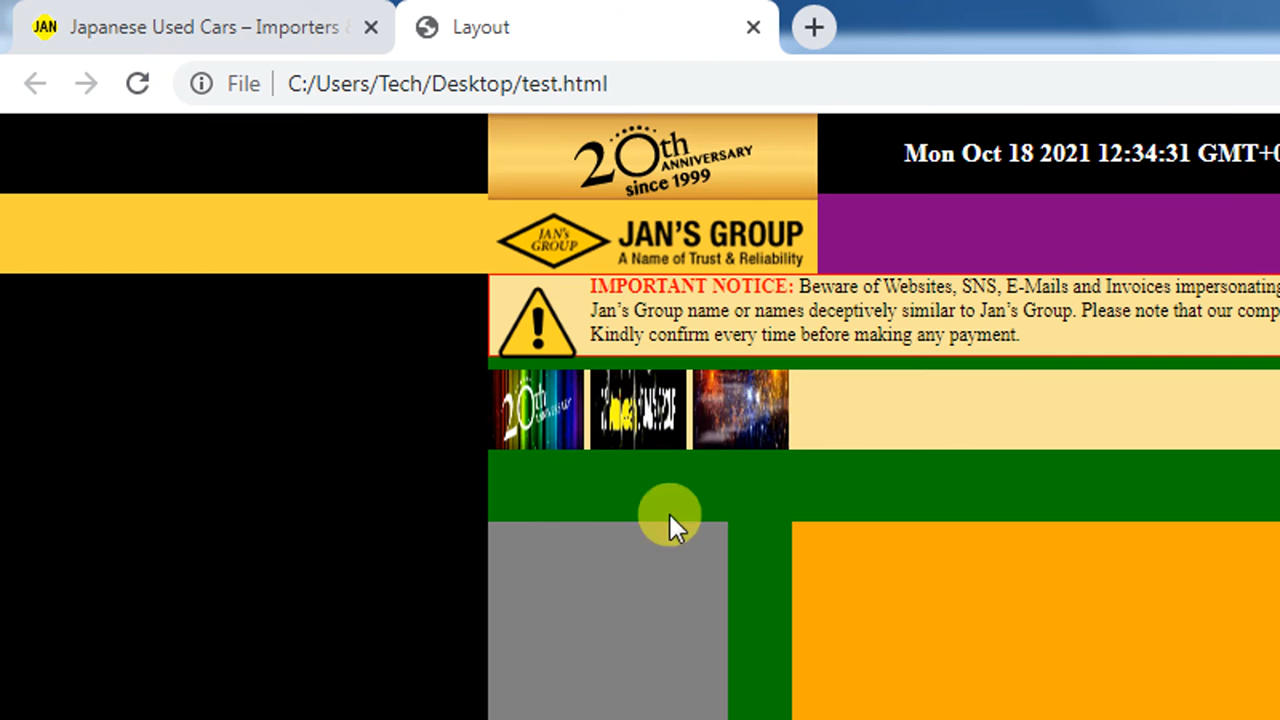 JAN Japanese Used Cars – Importers
Layout
File C:/Users/Tech/Desktop/test.html
20th ANNIVERSARY
since 1999
Mon Oct 18 2021 12:34:31 GMT+0
JAN's GROUP
JAN'S GROUP
A Name of Trust & Reliability
IMPORTANT NOTICE: Beware of Websites, SNS, E-Mails and Invoices impersonating
Jan's Group name or names deceptively similar to Jan's Group. Please note that our comp
Kindly confirm every time before making any payment.
20th ANNIVERSARY